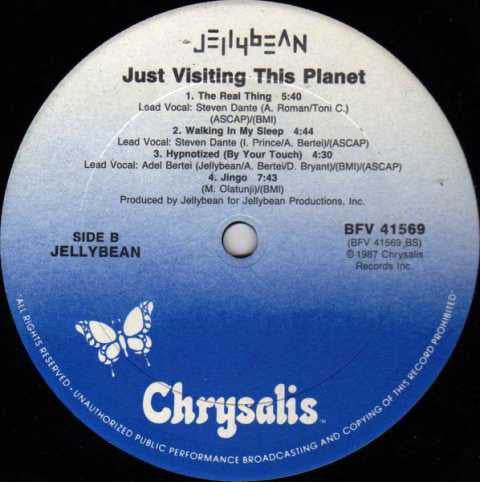 JELLYBEAN
Just Visiting This Planet
1. The Real Thing 5:40
Lead Vocal: Steven Dante (A. Roman/Toni C.)
(ASCAP)/(BMI)
2. Walking In My Sleep 4:44
Lead Vocal: Steven Dante (I. Prince/A. Bertei)/(ASCAP)
3. Hypnotized (By Your Touch) 4:30
Lead Vocal: Adel Bertei (Jellybean/A. Bertei/D. Bryant)/(BMI)/(ASCAP)
4. Jingo 7:43
(M. Olatunji)/(BMI)
Produced by Jellybean for Jellybean Productions, Inc.
SIDE B
JELLYBEAN
BFV 41569
(BFV 41569 BS)
©1987 Chrysalis
Records Inc.
Chrysalis™
"ALL RIGHTS RESERVED - UNAUTHORIZED PUBLIC PERFORMANCE BROADCASTING AND COPYING OF THIS RECORD PROHIBITED"